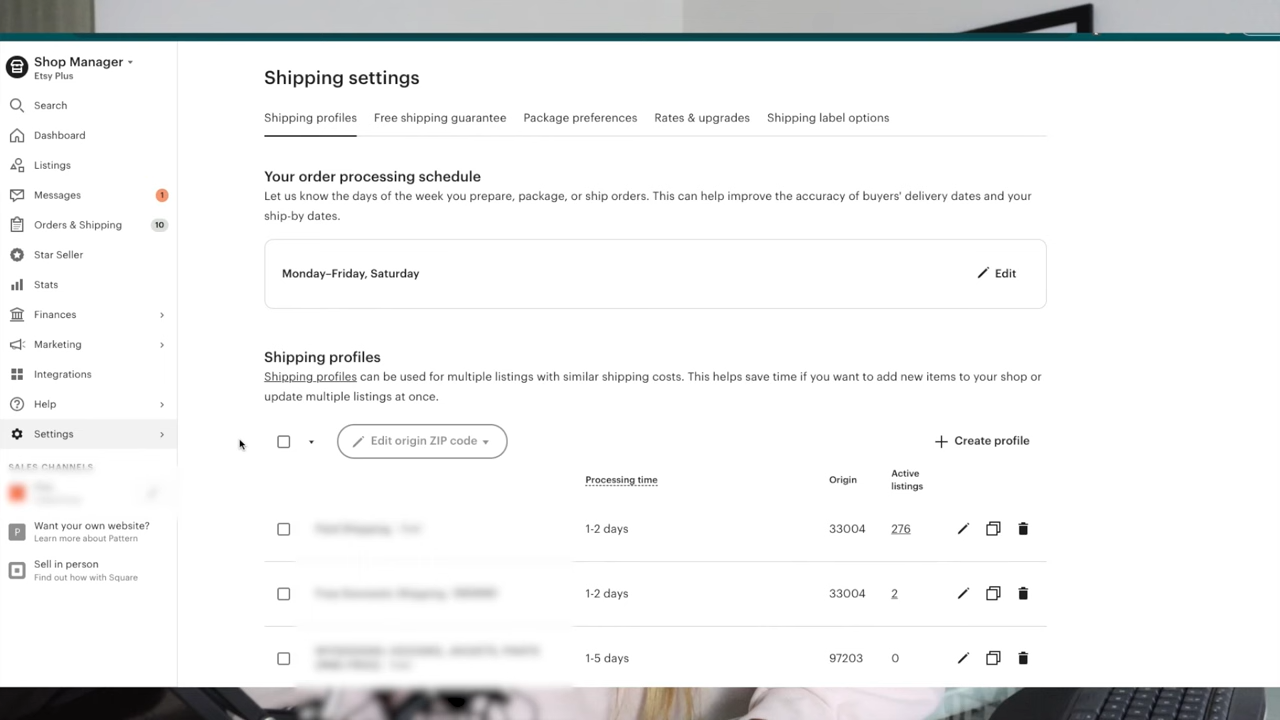 Shop Manager
Etsy Plus
Search
Dashboard
Listings
Messages 1
Orders & Shipping 10
Star Seller
Stats
Finances
Marketing
Integrations
Help
Settings
SALES CHANNELS
P Want your own website?
Learn more about Pattern
Sell in person
Find out how with Square
Shipping settings
Shipping profiles Free shipping guarantee Package preferences Rates & upgrades Shipping label options
Your order processing schedule
Let us know the days of the week you prepare, package, or ship orders. This can help improve the accuracy of buyers' delivery dates and your
ship-by dates.
Monday–Friday, Saturday Edit
Shipping profiles
Shipping profiles can be used for multiple listings with similar shipping costs. This helps save time if you want to add new items to your shop or
update multiple listings at once.
Edit origin ZIP code Create profile
Processing time Origin Active
listings
1-2 days 33004 276
1-2 days 33004 2
1-5 days 97203 0